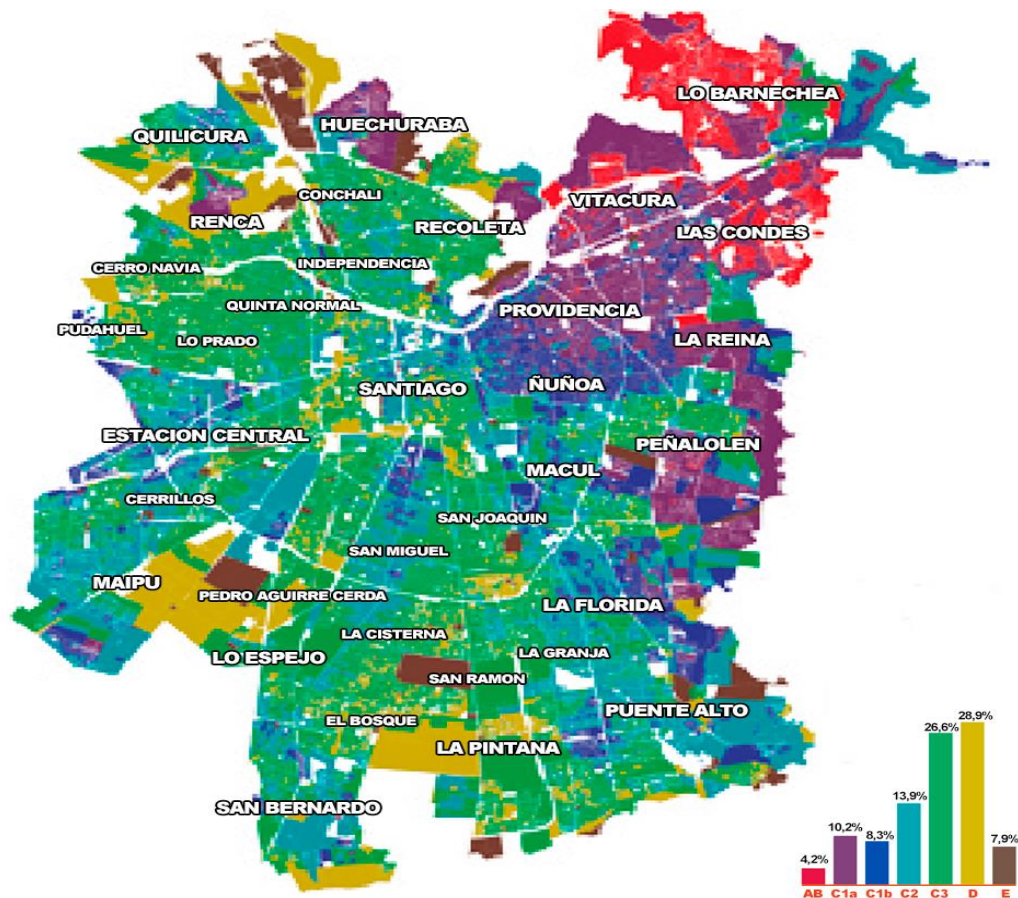 LO BARNECHEA
HUECHURABA
QUILICURA
CONCHALI
VITACURA
RENCA
RECOLETA
LAS CONDES
CERRO NAVIA
INDEPENDENCIA
QUINTA NORMAL
PROVIDENCIA
PUDAHUEL
LO PRADO
LA REINA
SANTIAGO
ÑUÑOA
ESTACION CENTRAL
PEÑALOLEN
MACUL
CERRILLOS
SAN JOAQUIN
SAN MIGUEL
MAIPU
PEDRO AGUIRRE CERDA
LA FLORIDA
LA CISTERNA
LO ESPEJO
LA GRANJA
SAN RAMON
PUENTE ALTO
EL BOSQUE
LA PINTANA
SAN BERNARDO
4,2% 10,2% 8,3% 13,9% 26,6% 28,9% 7,9%
AB C1a C1b C2 C3 D E